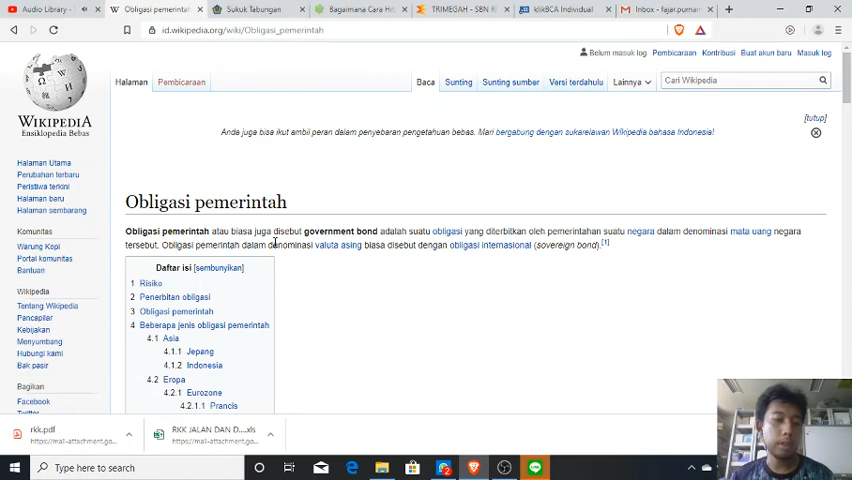 Audio Library -
Obligasi pemerintah
Sukuk Tabungan
Bagaimana Cara Hit
TRIMEGAH - SBN R
klikBCA Individual
Inbox - fajar.purnam
id.wikipedia.org/wiki/Obligasi_pemerintah
Belum masuk log Pembicaraan Kontribusi Buat akun baru Masuk log
Halaman Pembicaraan Baca Sunting Sunting sumber Versi terdahulu Lainnya Cari Wikipedia
WIKIPEDIA
Ensiklopedia Bebas
[tutup]
Anda juga bisa ikut ambil peran dalam penyebaran pengetahuan bebas. Mari bergabung dengan sukarelawan Wikipedia bahasa Indonesia!
Halaman Utama
Perubahan terbaru
Peristiwa terkini
Halaman baru
Halaman sembarang
Komunitas
Warung Kopi
Portal komunitas
Bantuan
Wikipedia
Tentang Wikipedia
Pancapilar
Kebijakan
Menyumbang
Hubungi kami
Bak pasir
Bagikan
Facebook
Twitter
Obligasi pemerintah
Obligasi pemerintah atau biasa juga disebut government bond adalah suatu obligasi yang diterbitkan oleh pemerintahan suatu negara dalam denominasi mata uang negara
tersebut. Obligasi pemerintah dalam denominasi valuta asing biasa disebut dengan obligasi internasional (sovereign bond).[1]
Daftar isi [sembunyikan]
1 Risiko
2 Penerbitan obligasi
3 Obligasi pemerintah
4 Beberapa jenis obligasi pemerintah
4.1 Asia
4.1.1 Jepang
4.1.2 Indonesia
4.2 Eropa
4.2.1 Eurozone
4.2.1.1 Prancis
rkk.pdf
https://mail-attachment.go...
RKK JALAN DAN D....xls
https://mail-attachment.go...
Type here to search